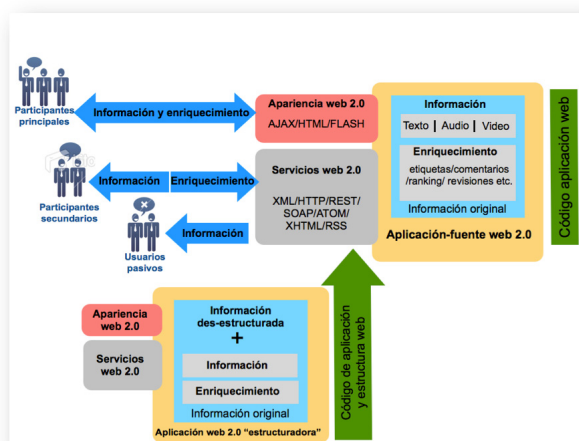 Participantes
principales
Información y enriquecimiento
Apariencia web 2.0
AJAX/HTML/FLASH
Información
Texto | Audio | Video
Enriquecimiento
etiquetas/comentarios
/ranking/ revisiones etc.
Información original
Aplicación-fuente web 2.0
Código aplicación web
Participantes
secundarios
Información
Enriquecimiento
Servicios web 2.0
XML/HTTP/REST/
SOAP/ATOM/
XHTML/RSS
Usuarios
pasivos
Información
Apariencia
web 2.0
Servicios
web 2.0
Información
des-estructurada
+
Información
Enriquecimiento
Información original
Aplicación web 2.0 “estructuradora”
Código de aplicación
y estructura web